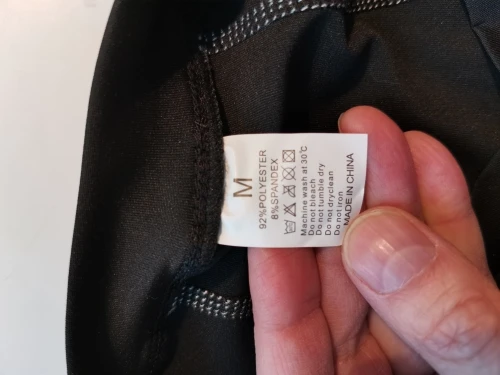 M
92%POLYESTER
8%SPANDEX
Machine wash at 30℃
Do not bleach
Do not tumble dry
Do not dryclean
Do not iron
MADE IN CHINA